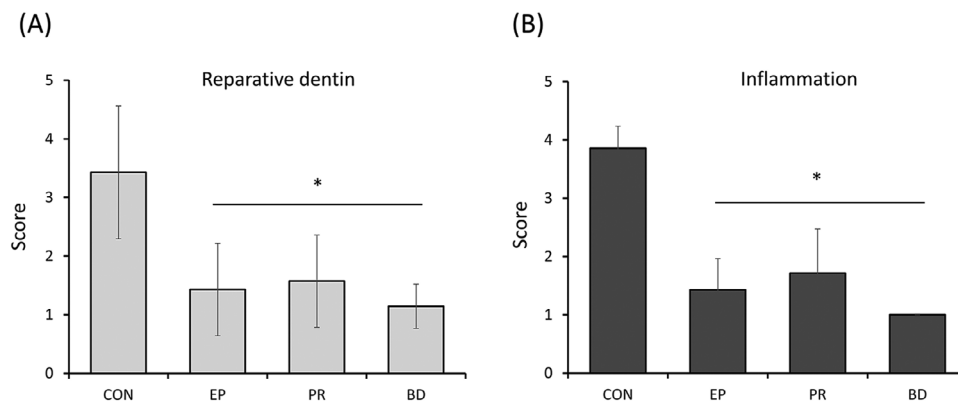 (A)
Reparative dentin
5
4
3
2
1
0
Score
*
CON EP PR BD
(B)
Inflammation
5
4
3
2
1
0
Score
*
CON EP PR BD